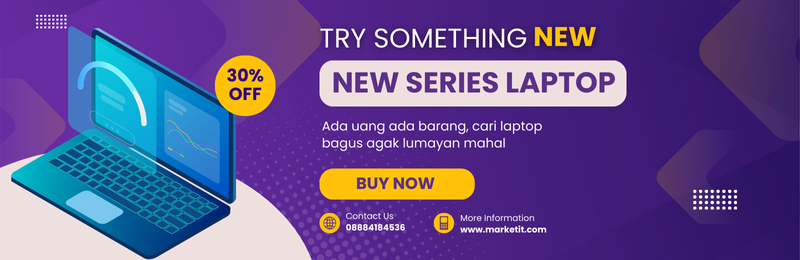 30%
OFF
TRY SOMETHING NEW
NEW SERIES LAPTOP
Ada uang ada barang, cari laptop
bagus agak lumayan mahal
BUY NOW
Contact Us
08884184536
More Information
www.marketit.com